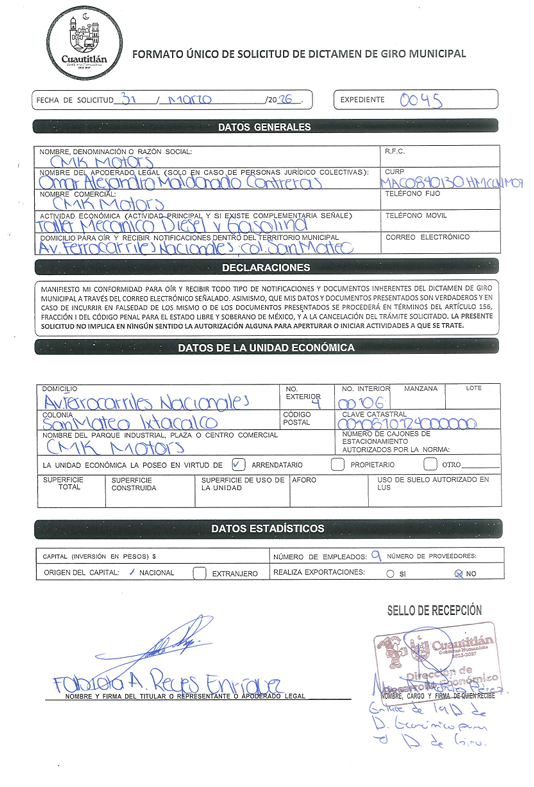 Cuautitlán
FORMATO ÚNICO DE SOLICITUD DE DICTAMEN DE GIRO MUNICIPAL
FECHA DE SOLICITUD 31 / Marzo /2026.
EXPEDIENTE 0045
DATOS GENERALES
NOMBRE, DENOMINACIÓN O RAZÓN SOCIAL:
CMK Motors
R.F.C.
NOMBRE DEL APODERADO LEGAL (SOLO EN CASO DE PERSONAS JURÍDICO COLECTIVAS):
Omar Alejandro Maldonado Contreras
CURP
NOMBRE COMERCIAL:
CMK Motors
TELÉFONO FIJO
ACTIVIDAD ECONÓMICA (ACTIVIDAD PRINCIPAL Y SI EXISTE COMPLEMENTARIA SEÑALE)
Taller Mecanico Diesel y Gasolina
TELÉFONO MOVIL
DOMICILIO PARA OÍR Y RECIBIR NOTIFICACIONES DENTRO DEL TERRITORIO MUNICIPAL
Av. Ferrocarriles Nacionales, col. San Mateo
CORREO ELECTRÓNICO
DECLARACIONES
MANIFIESTO MI CONFORMIDAD PARA OÍR Y RECIBIR TODO TIPO DE NOTIFICACIONES Y DOCUMENTOS INHERENTES DEL DICTAMEN DE GIRO
MUNICIPAL A TRAVÉS DEL CORREO ELECTRÓNICO SEÑALADO. ASIMISMO, QUE MIS DATOS Y DOCUMENTOS PRESENTADOS SON VERDADEROS Y EN
CASO DE INCURRIR EN FALSEDAD DE LOS MISMO O DE LOS DOCUMENTOS PRESENTADOS SE PROCEDERÁ EN TÉRMINOS DEL ARTÍCULO 156,
FRACCIÓN I DEL CÓDIGO PENAL PARA EL ESTADO LIBRE y SOBERANO DE MÉXICO, Y A LA CANCELACIÓN DEL TRÁMITE SOLICITADO. LA PRESENTE
SOLICITUD NO IMPLICA EN NINGÚN SENTIDO LA AUTORIZACIÓN ALGUNA PARA APERTURAR O INICIAR ACTIVIDADES A QUE SE TRATE.
DATOS DE LA UNIDAD ECONÓMICA
DOMICILIO
Av. Ferrocarriles Nacionales
NO. EXTERIOR 4
NO. INTERIOR MANZANA LOTE
00106
COLONIA
San Mateo Ixtacalco
CÓDIGO POSTAL
CLAVE CATASTRAL
NOMBRE DEL PARQUE INDUSTRIAL, PLAZA O CENTRO COMERCIAL
CMK Motors
NÚMERO DE CAJONES DE
ESTACIONAMIENTO
AUTORIZADOS POR LA NORMA:
LA UNIDAD ECONÓMICA LA POSEO EN VIRTUD DE ARRENDATARIO PROPIETARIO OTRO
SUPERFICIE TOTAL
SUPERFICIE CONSTRUIDA
SUPERFICIE DE USO DE LA UNIDAD
AFORO
USO DE SUELO AUTORIZADO EN LUS
DATOS ESTADÍSTICOS
CAPITAL (INVERSIÓN EN PESOS) $
NÚMERO DE EMPLEADOS: 9 NÚMERO DE PROVEEDORES:
ORIGEN DEL CAPITAL: NACIONAL EXTRANJERO
REALIZA EXPORTACIONES: SI NO
SELLO DE RECEPCIÓN
Cuautitlán
Dirección de
Desarrollo Económico
Fabiola A. Reyes Enríquez
NOMBRE Y FIRMA DEL TITULAR O REPRESENTANTE O APODERADO LEGAL
NOMBRE, CARGO Y FIRMA DE QUIEN RECIBE